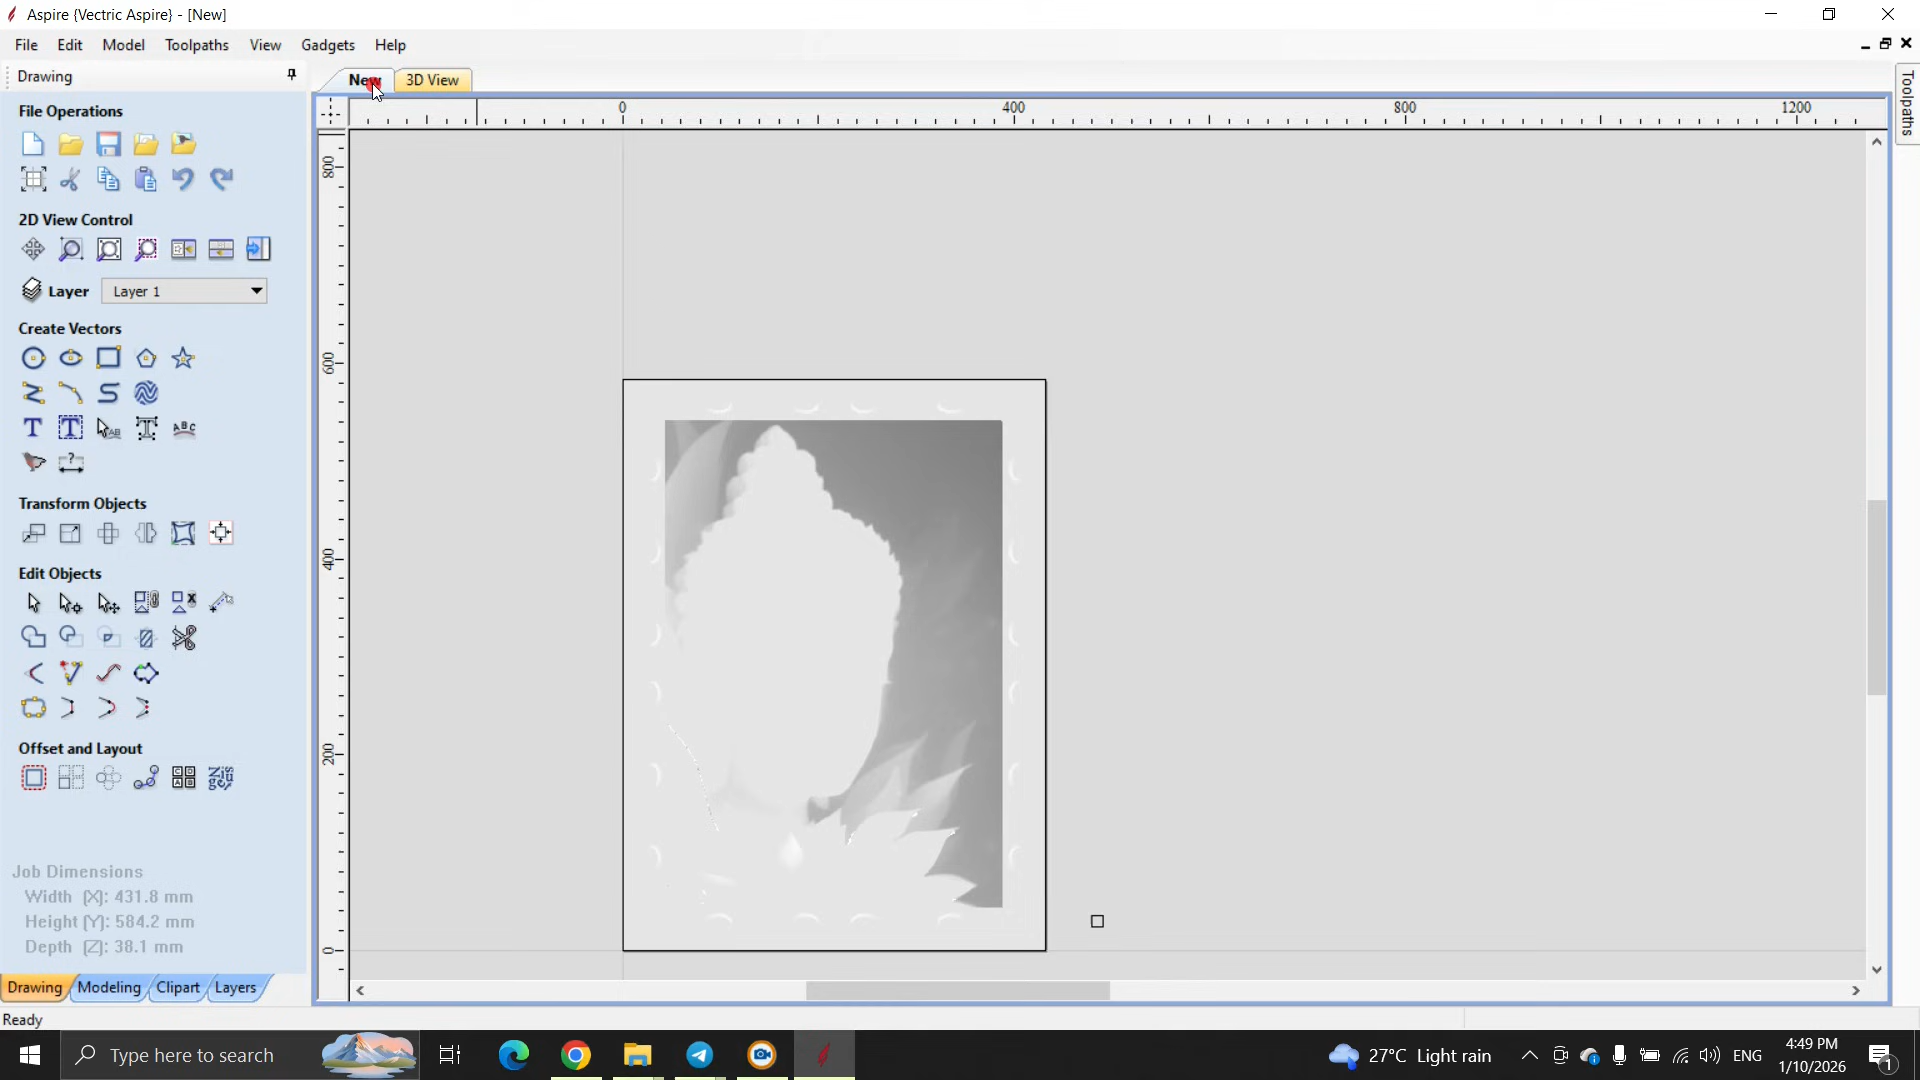 Aspire {Vectric Aspire} - [New]
File Edit Model Toolpaths View Gadgets Help
Drawing
New 3D View
Toolpaths
File Operations
0 400 800 1200
800
600
400
200
0
2D View Control
Layer Layer 1
Create Vectors
Transform Objects
Edit Objects
Offset and Layout
Job Dimensions
Width (X): 431.8 mm
Height (Y): 584.2 mm
Depth (Z): 38.1 mm
Drawing Modeling Clipart Layers
Ready
Type here to search
27°C Light rain
ENG
4:49 PM
1/10/2026
1